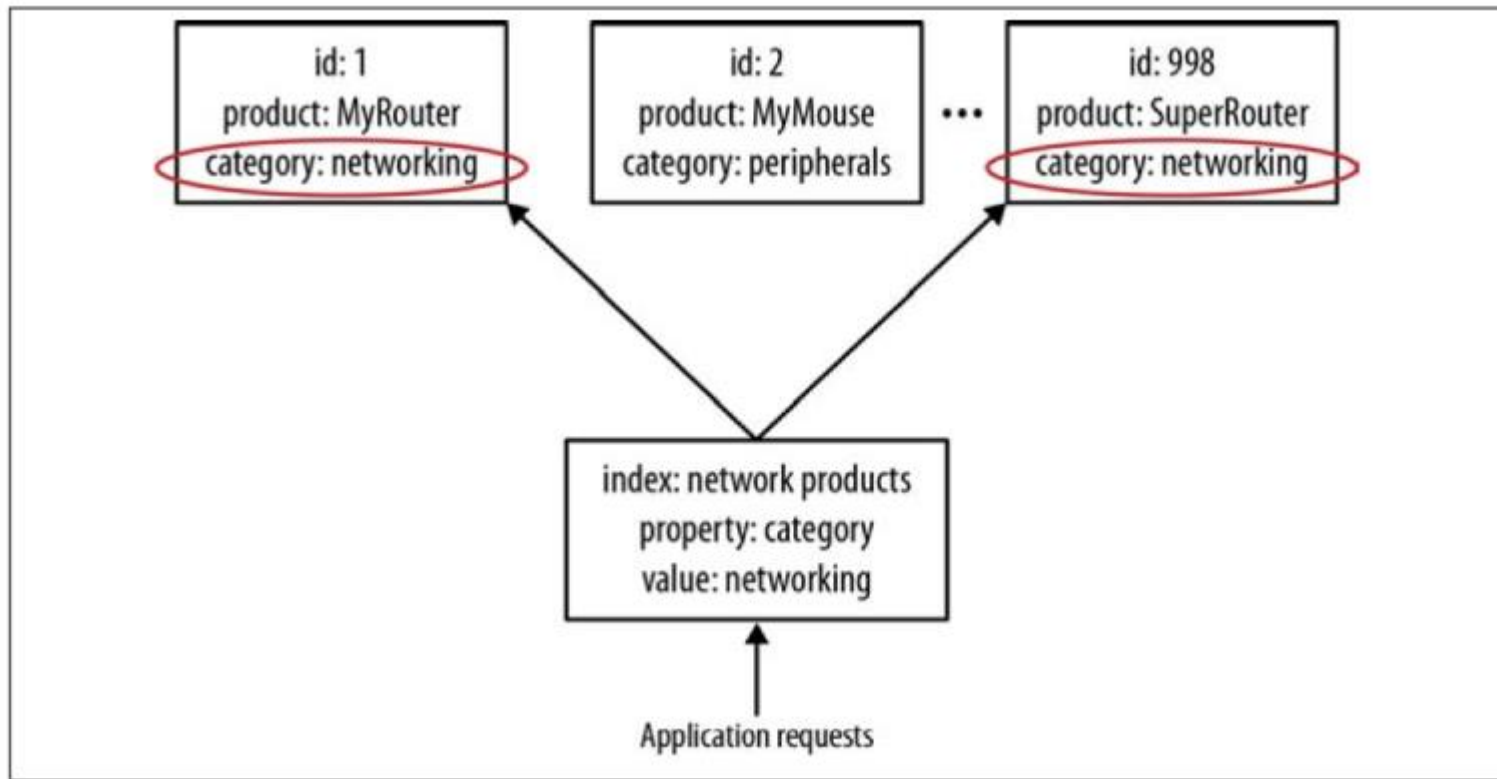 id: 1
product: MyRouter
category: networking
id: 2
product: MyMouse
category: peripherals
...
id: 998
product: SuperRouter
category: networking
index: network products
property: category
value: networking
Application requests